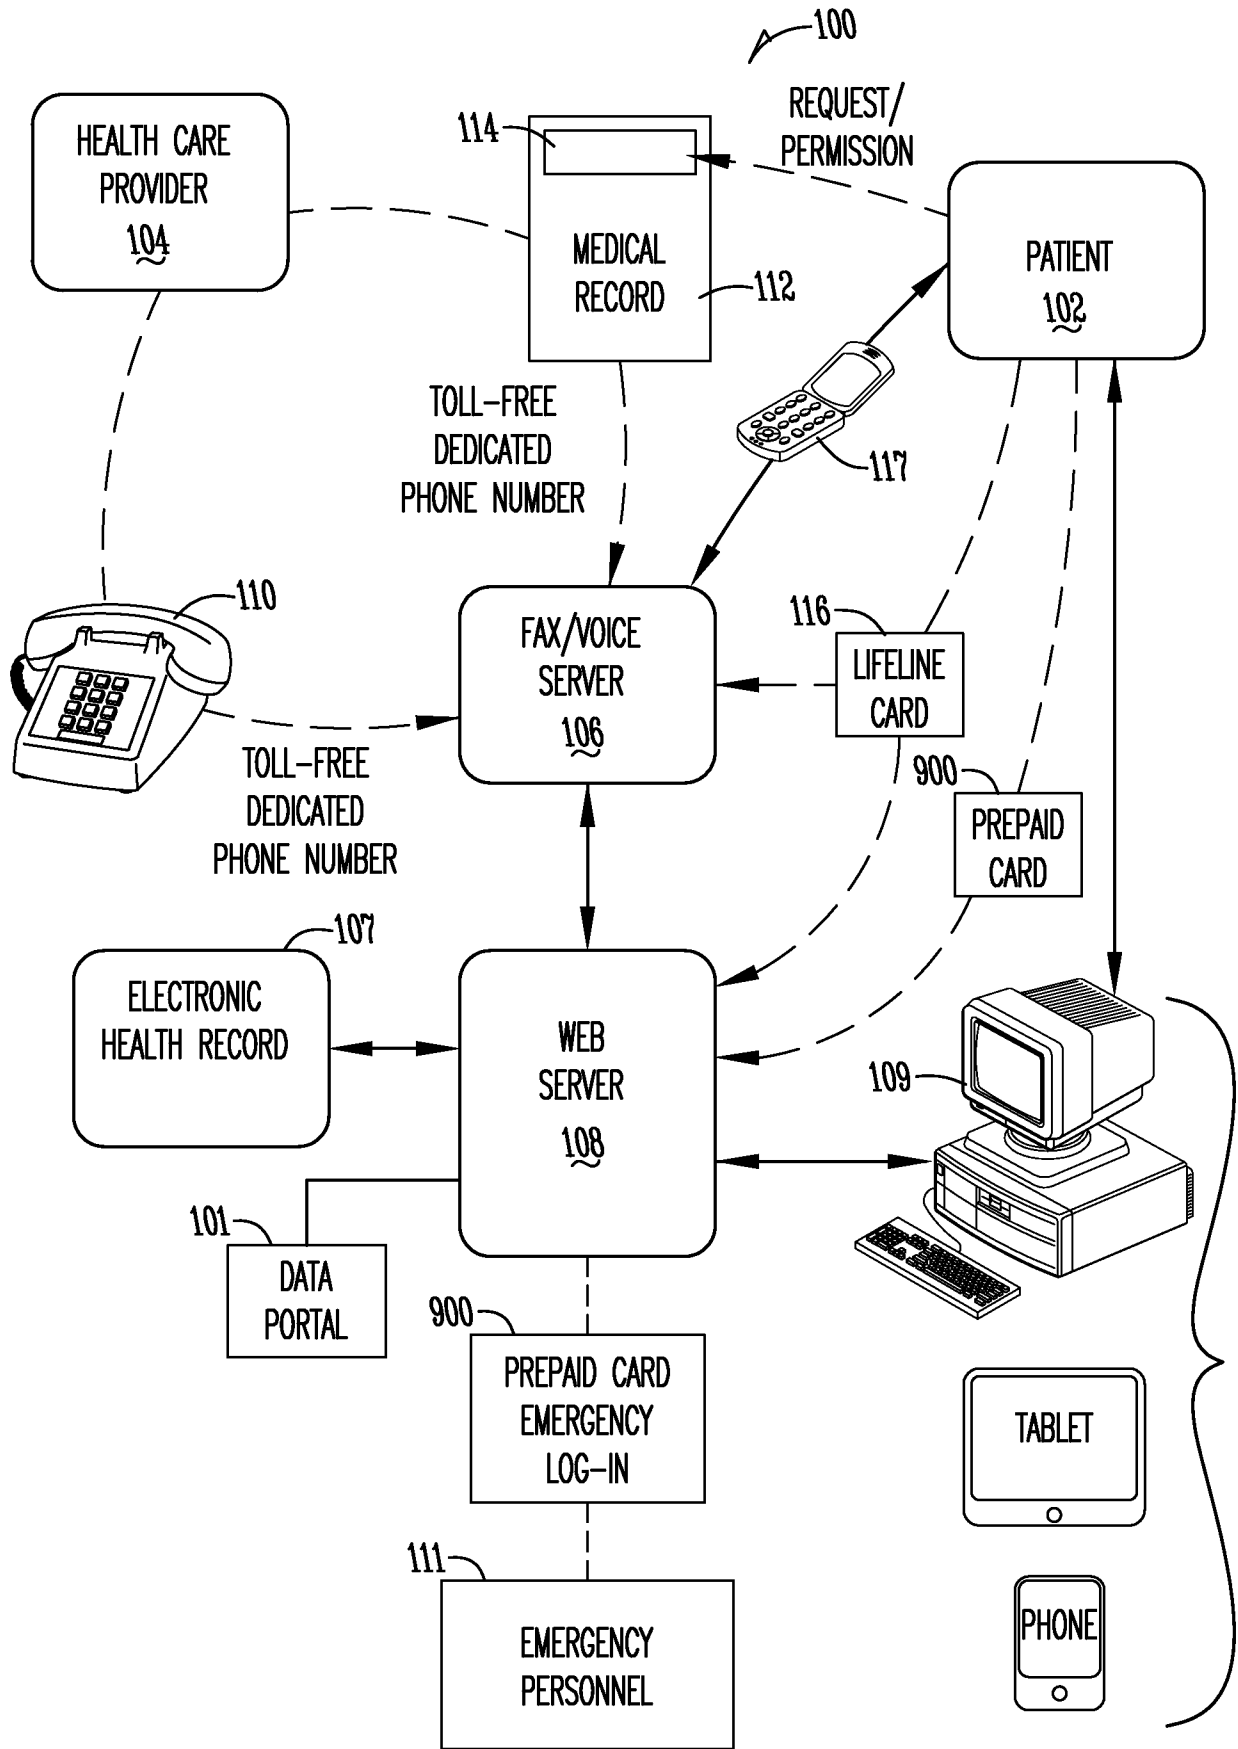 100
REQUEST/
PERMISSION
114
HEALTH CARE
PROVIDER
104
MEDICAL
RECORD
112
PATIENT
102
TOLL-FREE
DEDICATED
PHONE NUMBER
117
110
FAX/VOICE
SERVER
106
116
LIFELINE
CARD
TOLL-FREE
DEDICATED
PHONE NUMBER
900
PREPAID
CARD
107
ELECTRONIC
HEALTH RECORD
WEB
SERVER
108
109
101
DATA
PORTAL
900
PREPAID CARD
EMERGENCY
LOG-IN
TABLET
111
EMERGENCY
PERSONNEL
PHONE